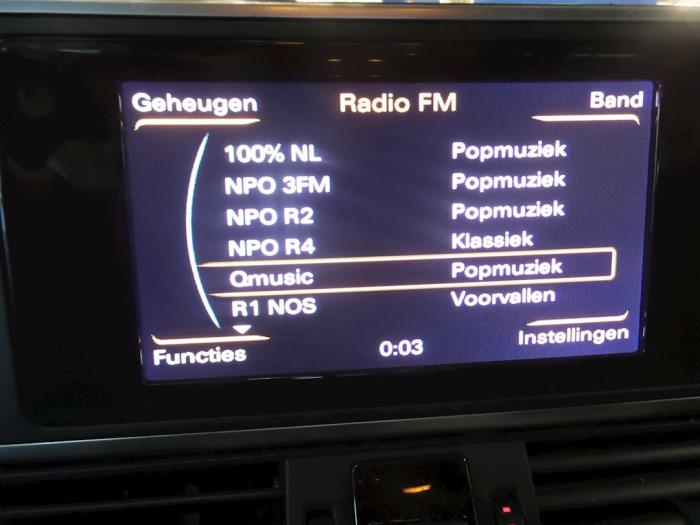 Geheugen Radio FM Band
100% NL Popmuziek
NPO 3FM Popmuziek
NPO R2 Popmuziek
NPO R4 Klassiek
Qmusic Popmuziek
R1 NOS Voorvallen
Functies 0:03 Instellingen